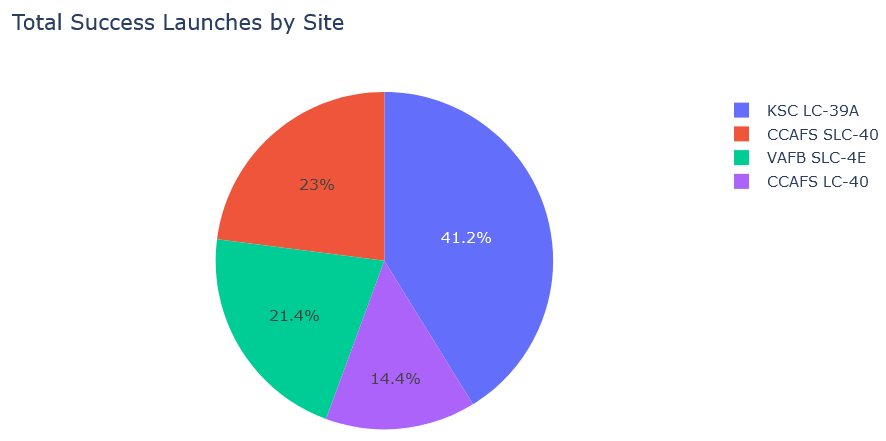 Total Success Launches by Site
KSC LC-39A
CCAFS SLC-40
VAFB SLC-4E
CCAFS LC-40
23%
41.2%
21.4%
14.4%